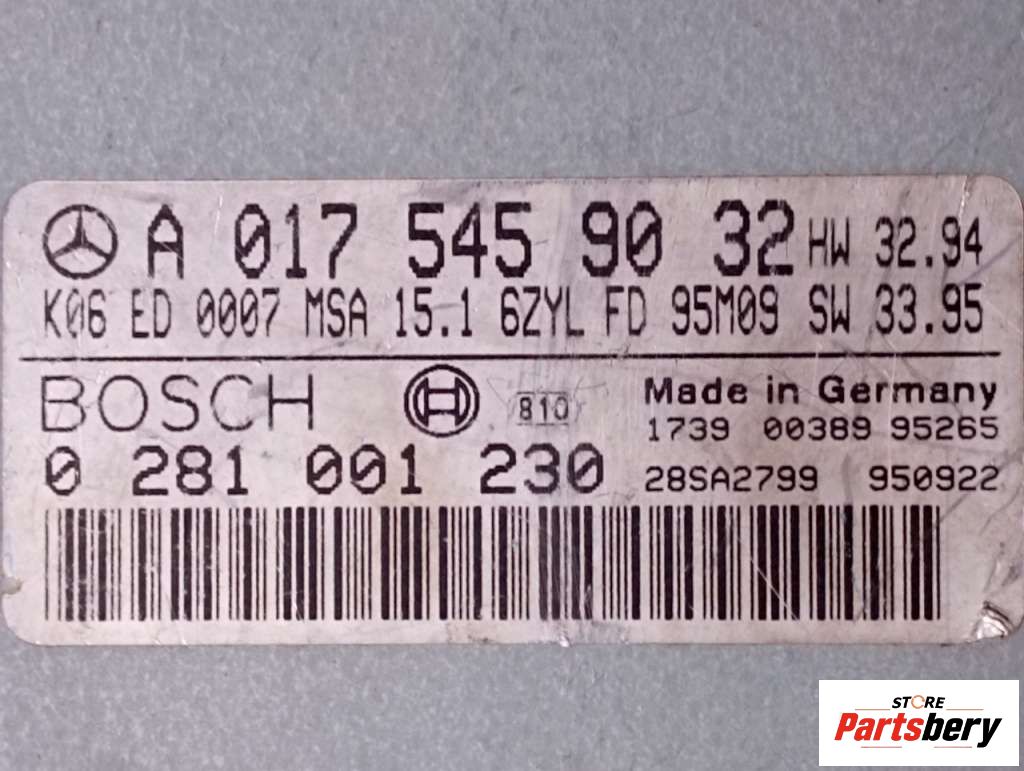 A 017 545 90 32 HW 32.94
K06 ED 0007 MSA 15.1 6ZYL FD 95M09 SW 33.95
BOSCH 810 Made in Germany
1739 00389 95265
0 281 001 230 28SA2799 950922
STORE
Partsbery